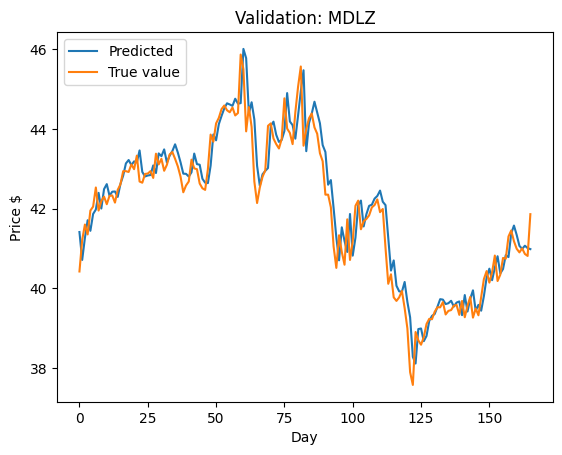 Validation: MDLZ
Predicted
True value
46
44
42
40
38
Price $
0 25 50 75 100 125 150
Day